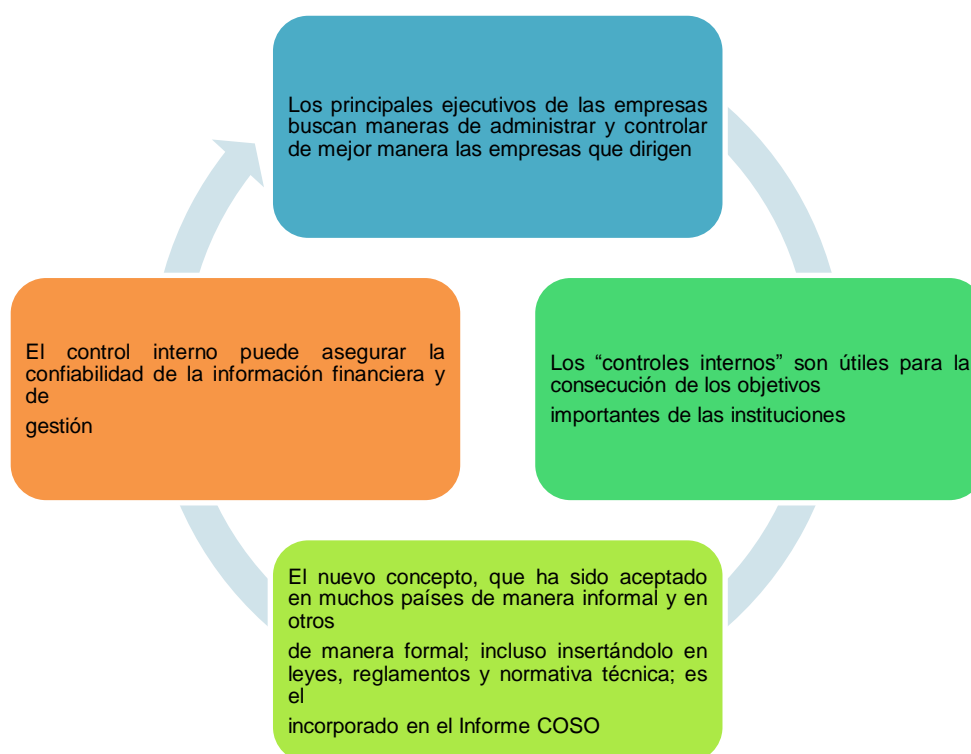 Los principales ejecutivos de las empresas
buscan maneras de administrar y controlar
de mejor manera las empresas que dirigen
Los “controles internos” son útiles para la
consecución de los objetivos
importantes de las instituciones
El nuevo concepto, que ha sido aceptado
en muchos países de manera informal y en
otros
de manera formal; incluso insertándolo en
leyes, reglamentos y normativa técnica; es
el
incorporado en el Informe COSO
El control interno puede asegurar la
confiabilidad de la información financiera y
de
gestión